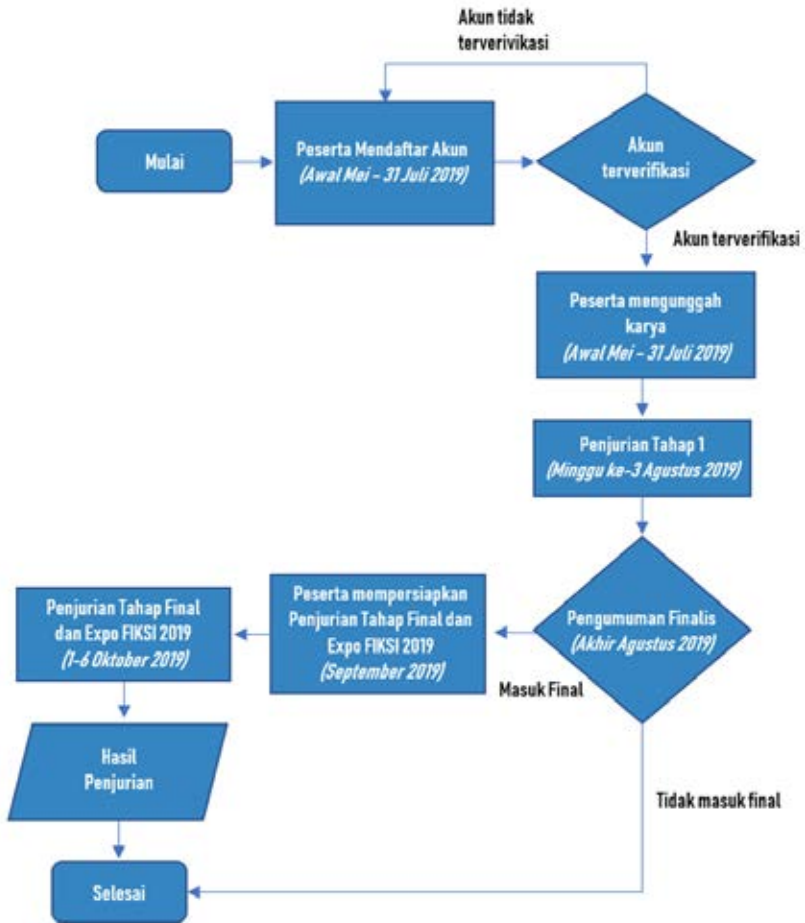 Akun tidak
terverivikasi
Mulai
Peserta Mendaftar Akun
(Awal Mei – 31 Juli 2019)
Akun
terverifikasi
Akun terverifikasi
Peserta mengunggah
karya
(Awal Mei – 31 Juli 2019)
Penjurian Tahap 1
(Minggu ke-3 Agustus 2019)
Pengumuman Finalis
(Akhir Agustus 2019)
Masuk Final
Peserta mempersiapkan
Penjurian Tahap Final dan
Expo FIKSI 2019
(September 2019)
Penjurian Tahap Final
dan Expo FIKSI 2019
(1-6 Oktober 2019)
Hasil
Penjurian
Tidak masuk final
Selesai